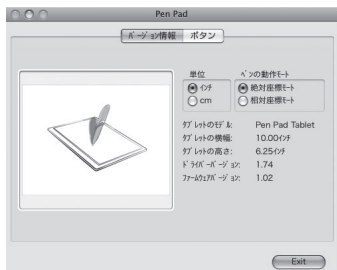 Pen Pad
ﾊﾞｰｼﾞｮﾝ情報 ボタン
単位
ｲﾝﾁ
cm
ﾍﾟﾝの動作ﾓｰﾄﾞ
絶対座標ﾓｰﾄﾞ
相対座標ﾓｰﾄﾞ
ﾀﾌﾞﾚｯﾄのﾓﾃﾞﾙ: Pen Pad Tablet
ﾀﾌﾞﾚｯﾄの横幅: 10.00ｲﾝﾁ
ﾀﾌﾞﾚｯﾄの高さ: 6.25ｲﾝﾁ
ﾄﾞﾗｲﾊﾞｰﾊﾞｰｼﾞｮﾝ: 1.74
ﾌｧｰﾑｳｪｱﾊﾞｰｼﾞｮﾝ: 1.02
Exit